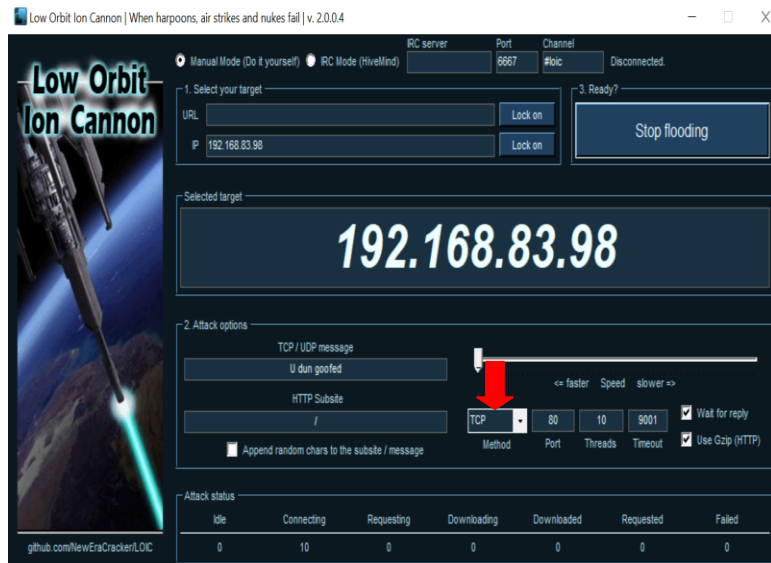 Low Orbit Ion Cannon | When harpoons, air strikes and nukes fail | v. 2.0.0.4
Low Orbit
Ion Cannon
IRC server Port Channel
Manual Mode (Do it yourself) IRC Mode (HiveMind) 6667 #loic Disconnected.
1. Select your target
URL Lock on
IP 192.168.83.98 Lock on
3. Ready?
Stop flooding
Selected target
192.168.83.98
2. Attack options
TCP / UDP message
U dun goofed
HTTP Subsite
/
Append random chars to the subsite / message
<= faster Speed slower =>
TCP 80 10 9001 Wait for reply
Method Port Threads Timeout Use Gzip (HTTP)
Attack status
Idle Connecting Requesting Downloading Downloaded Requested Failed
0 10 0 0 0 0 0
github.com/NewEraCracker/LOIC